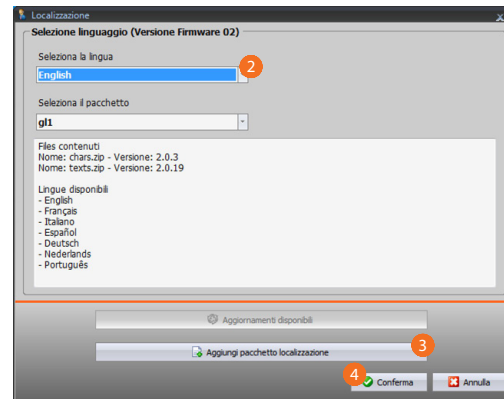 Localizzazione
Selezione linguaggio (Versione Firmware 02)
Seleziona la lingua
English
2
Seleziona il pacchetto
gl1
Files contenuti
Nome: chars.zip - Versione: 2.0.3
Nome: texts.zip - Versione: 2.0.19
Lingue disponibili
- English
- Français
- Italiano
- Español
- Deutsch
- Nederlands
- Português
Aggiornamenti disponibili
3
Aggiungi pacchetto localizzazione
4
Conferma
Annulla